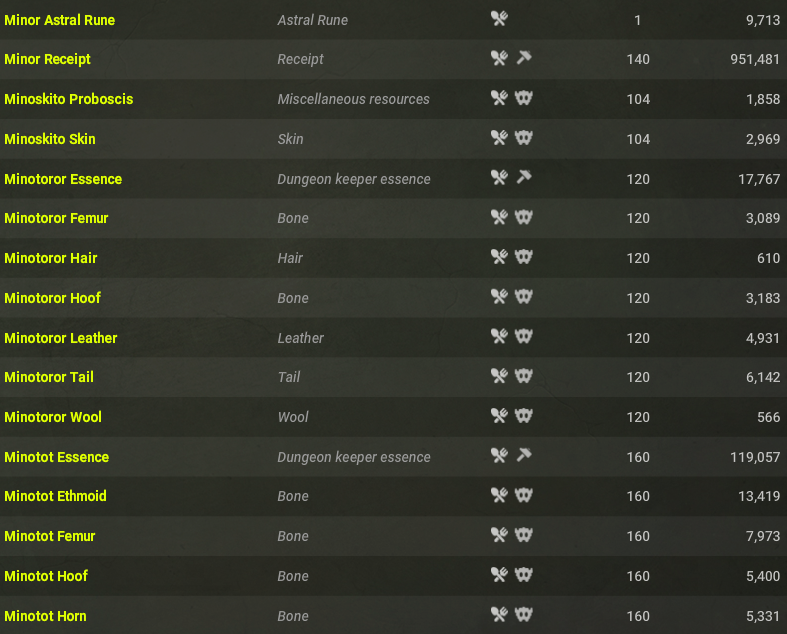 Minor Astral Rune Astral Rune 1 9,713
Minor Receipt Receipt 140 951,481
Minoskito Proboscis Miscellaneous resources 104 1,858
Minoskito Skin Skin 104 2,969
Minotoror Essence Dungeon keeper essence 120 17,767
Minotoror Femur Bone 120 3,089
Minotoror Hair Hair 120 610
Minotoror Hoof Bone 120 3,183
Minotoror Leather Leather 120 4,931
Minotoror Tail Tail 120 6,142
Minotoror Wool Wool 120 566
Minotot Essence Dungeon keeper essence 160 119,057
Minotot Ethmoid Bone 160 13,419
Minotot Femur Bone 160 7,973
Minotot Hoof Bone 160 5,400
Minotot Horn Bone 160 5,331